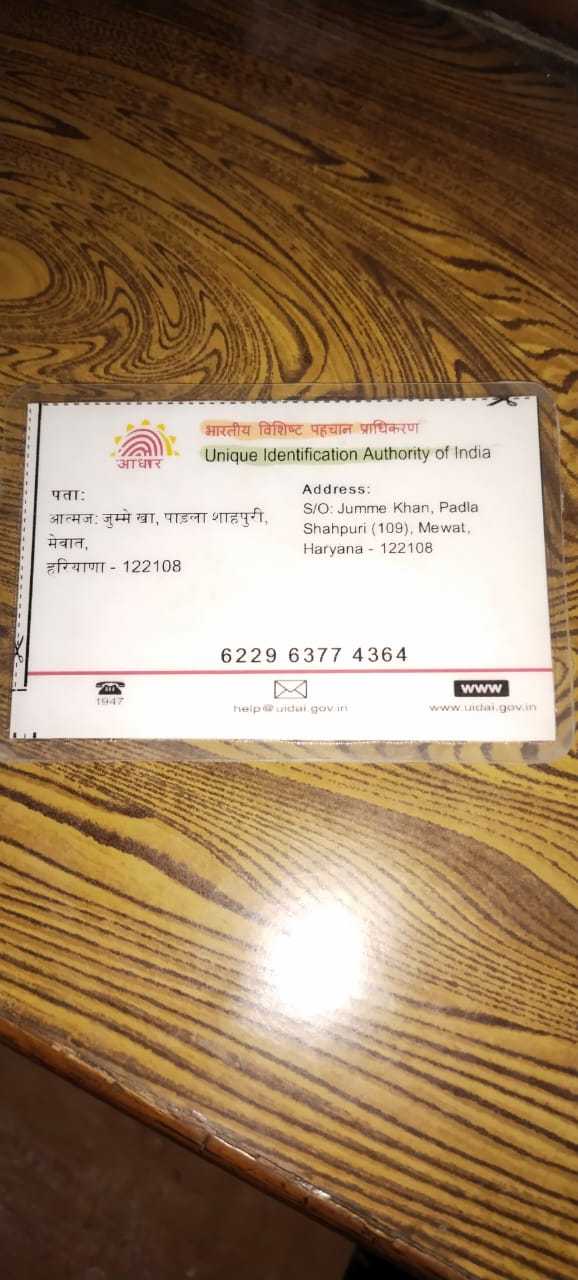 आधार
भारतीय विशिष्ट पहचान प्राधिकरण
Unique Identification Authority of India
पता:
आत्मज: जुम्मे खा, पाड़ला शाहपुरी,
मेवात,
हरियाणा - 122108
Address:
S/O: Jumme Khan, Padla
Shahpuri (109), Mewat,
Haryana - 122108
6229 6377 4364
1947
help@uidai.gov.in
www
www.uidai.gov.in